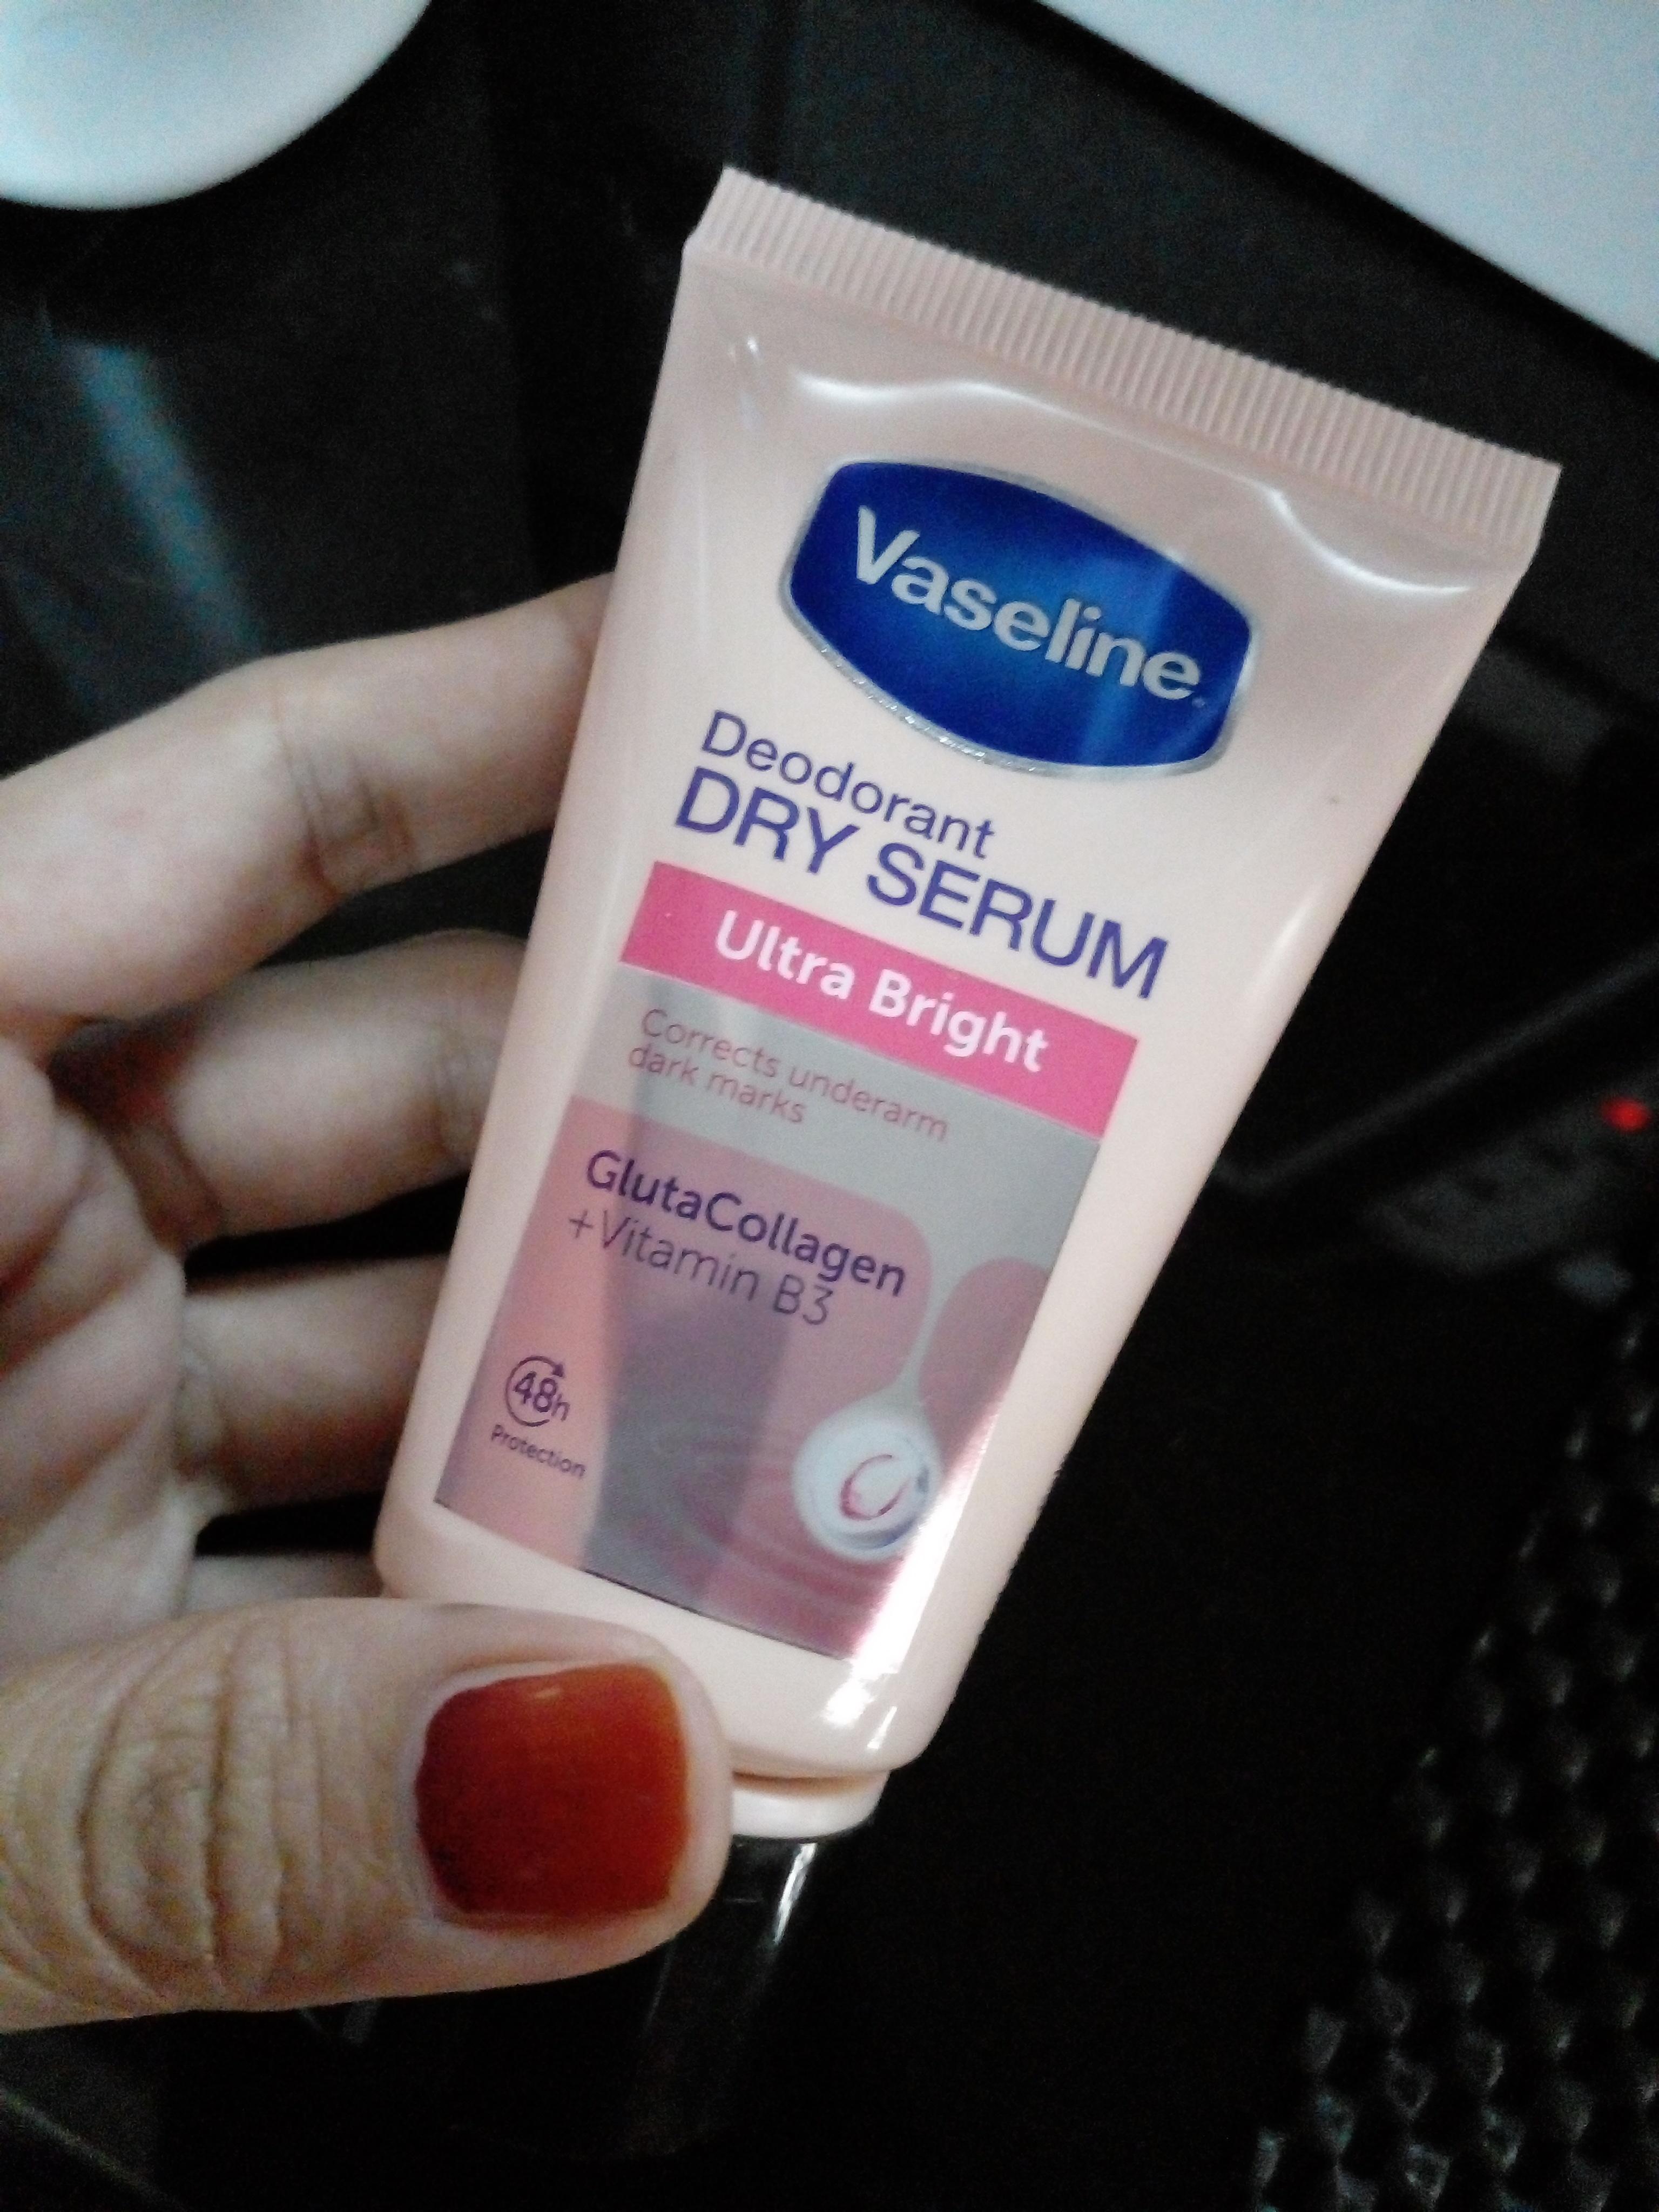 Vaseline
Deodorant
DRY SERUM
Ultra Bright
Corrects underarm
dark marks
GlutaCollagen
+Vitamin B3
48h
Protection